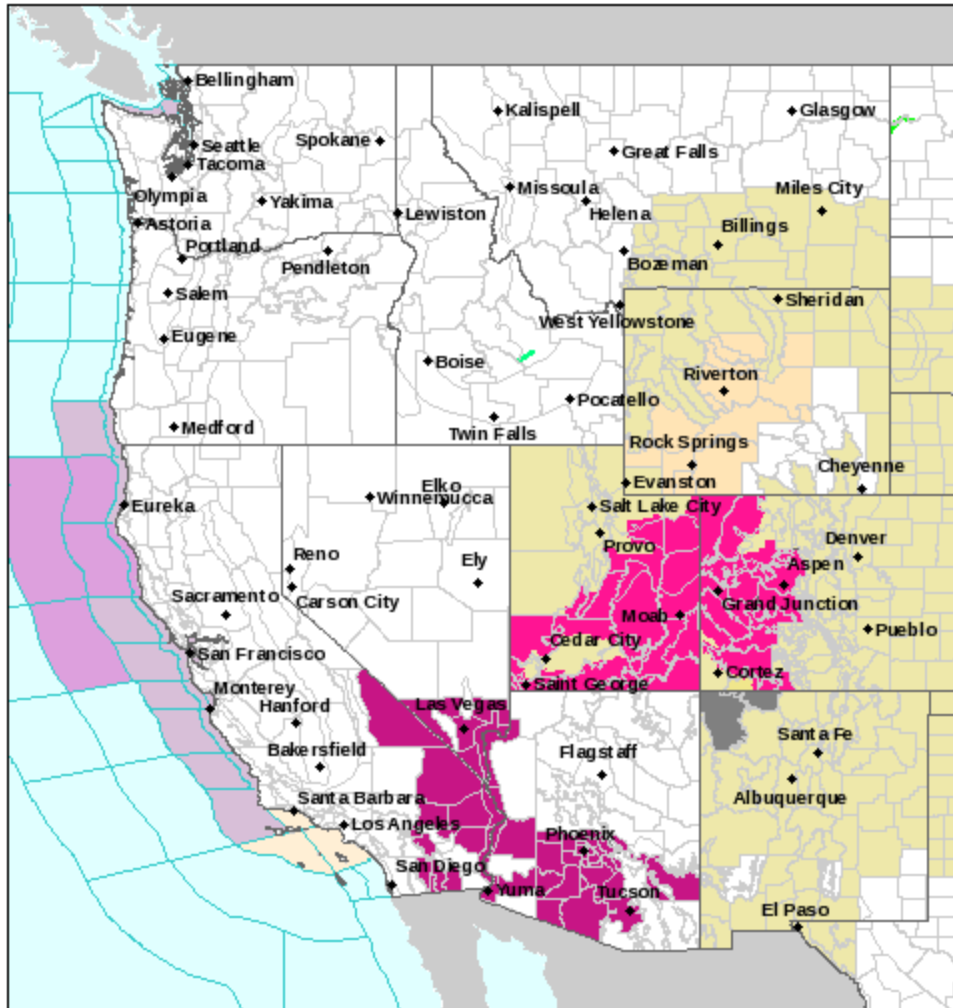 Bellingham
Kalispell
Glasgow
Seattle
Spokane
Great Falls
Tacoma
Missoula
Miles City
Olympia
Yakima
Lewiston
Helena
Astoria
Billings
Portland
Pendleton
Bozeman
Salem
Sheridan
West Yellowstone
Eugene
Boise
Riverton
Pocatello
Medford
Twin Falls
Rock Springs
Cheyenne
Elko
Evanston
Winnemucca
Eureka
Salt Lake City
Denver
Provo
Reno
Ely
Aspen
Sacramento
Carson City
Grand Junction
Moab
Pueblo
Cedar City
San Francisco
Cortez
Saint George
Monterey
Hanford
Las Vegas
Santa Fe
Bakersfield
Flagstaff
Santa Barbara
Albuquerque
Los Angeles
Phoenix
San Diego
Yuma
Tucson
El Paso